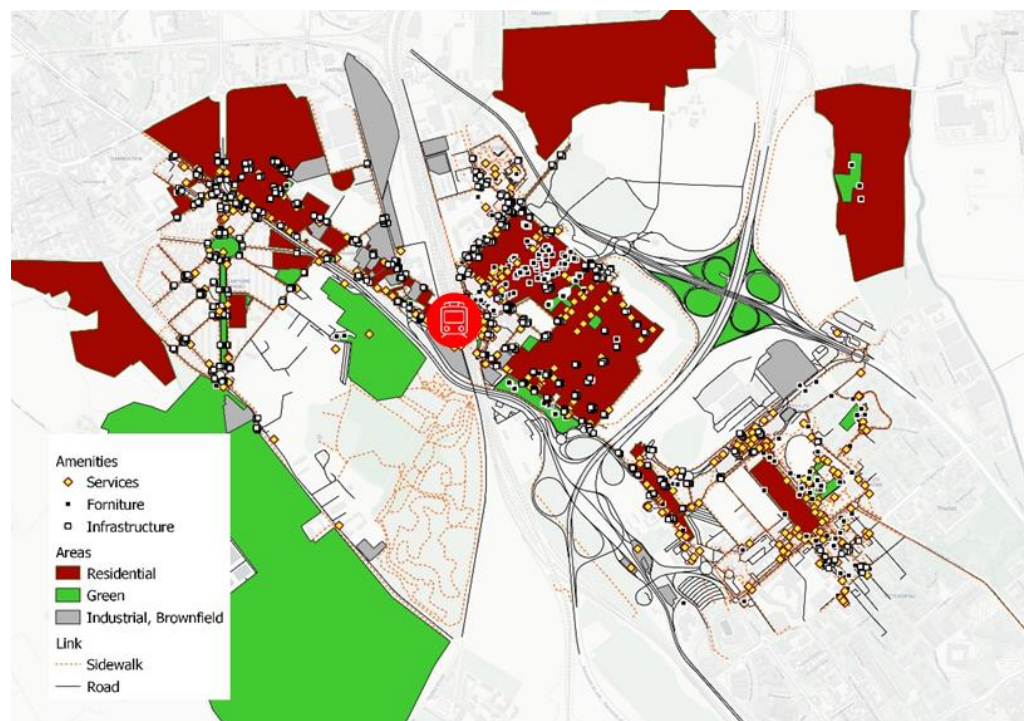 Amenities
Services
Forniture
Infrastructure
Areas
Residential
Green
Industrial, Brownfield
Link
Sidewalk
Road